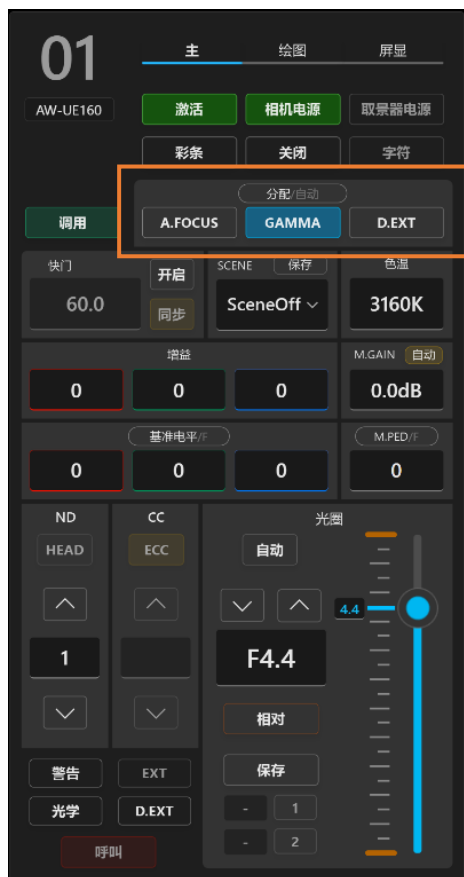 01
主 绘图 屏显
AW-UE160 激活 相机电源 取景器电源
彩条 关闭 字符
分配/自动
调用 A.FOCUS GAMMA D.EXT
快门 开启 SCENE 保存 色温
60.0 同步 SceneOff 3160K
增益 M.GAIN 自动
0 0 0 0.0dB
基准电平/F M.PED/F
0 0 0 0
ND CC 光圈
HEAD ECC 自动
4.4
1 F4.4
相对
警告 EXT 保存
光学 D.EXT - 1
呼叫 - 2